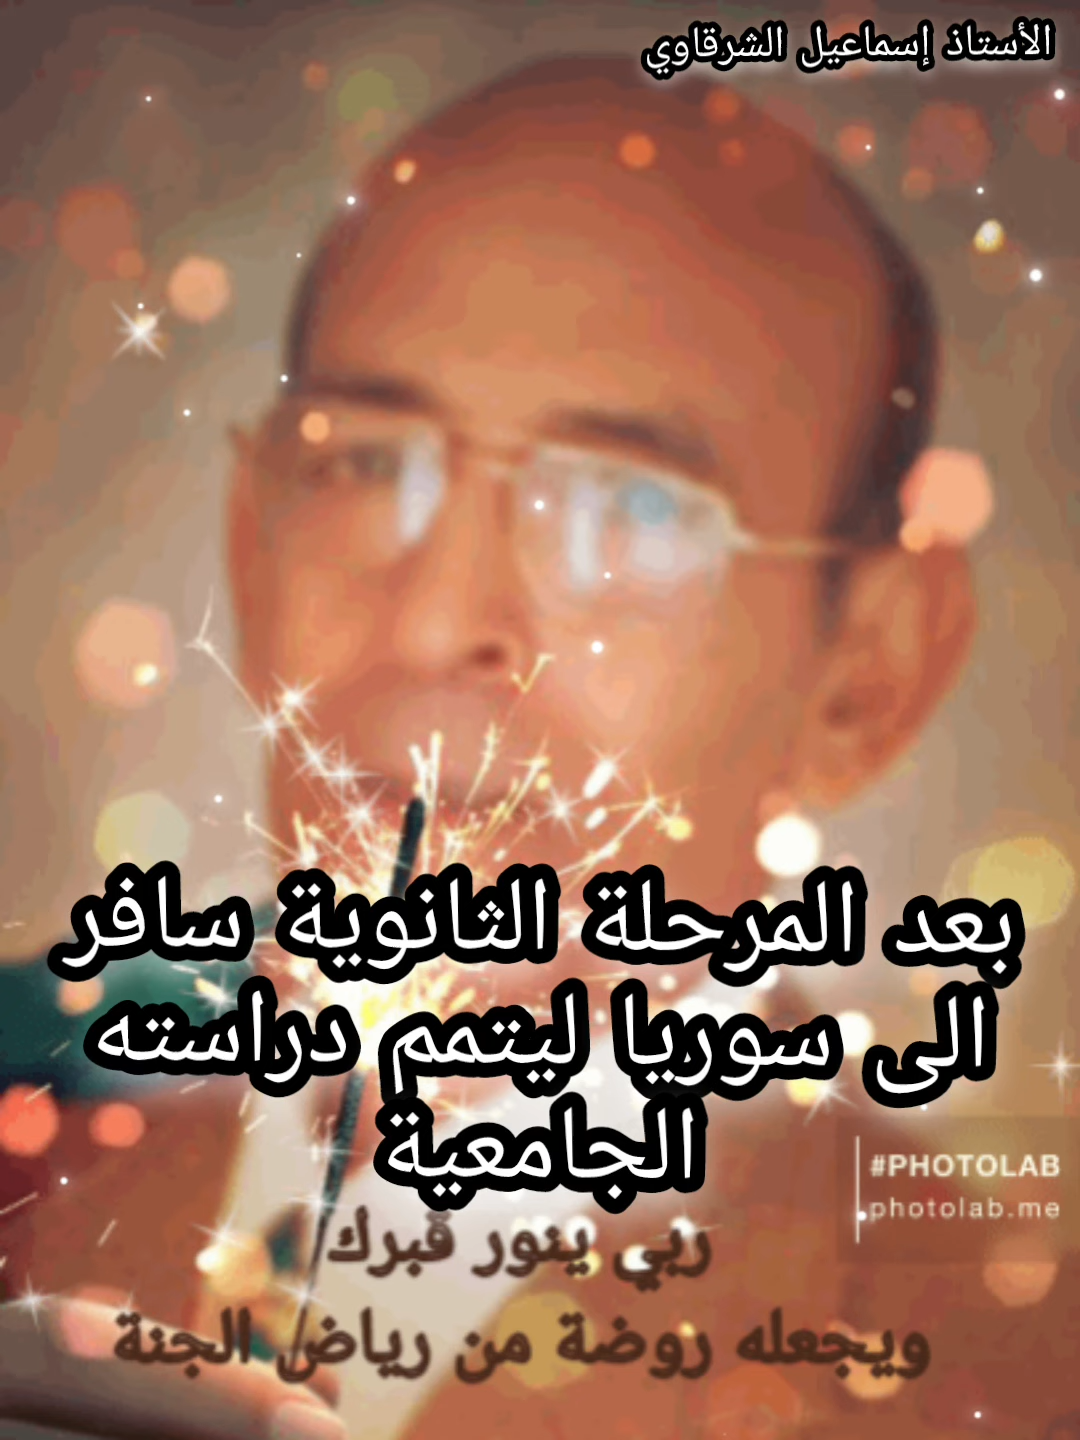 الأستاذ إسماعيل الشرقاوي
بعد المرحلة الثانوية سافر
الى سوريا ليتمم دراسته
الجامعية
#PHOTOLAB
photolab.me
ربي ينور قبرك
ويجعله روضة من رياض الجنة